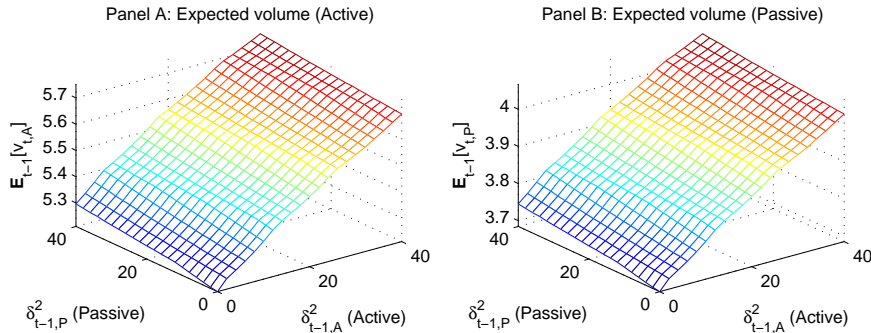 Panel A: Expected volume (Active)
5.7
5.6
5.5
5.4
5.3
E_{t−1}[v_{t,A}]
40
20
0
0
20
40
δ²_{t−1,P} (Passive)
δ²_{t−1,A} (Active)
Panel B: Expected volume (Passive)
4
3.9
3.8
3.7
E_{t−1}[v_{t,P}]
40
20
0
0
20
40
δ²_{t−1,P} (Passive)
δ²_{t−1,A} (Active)